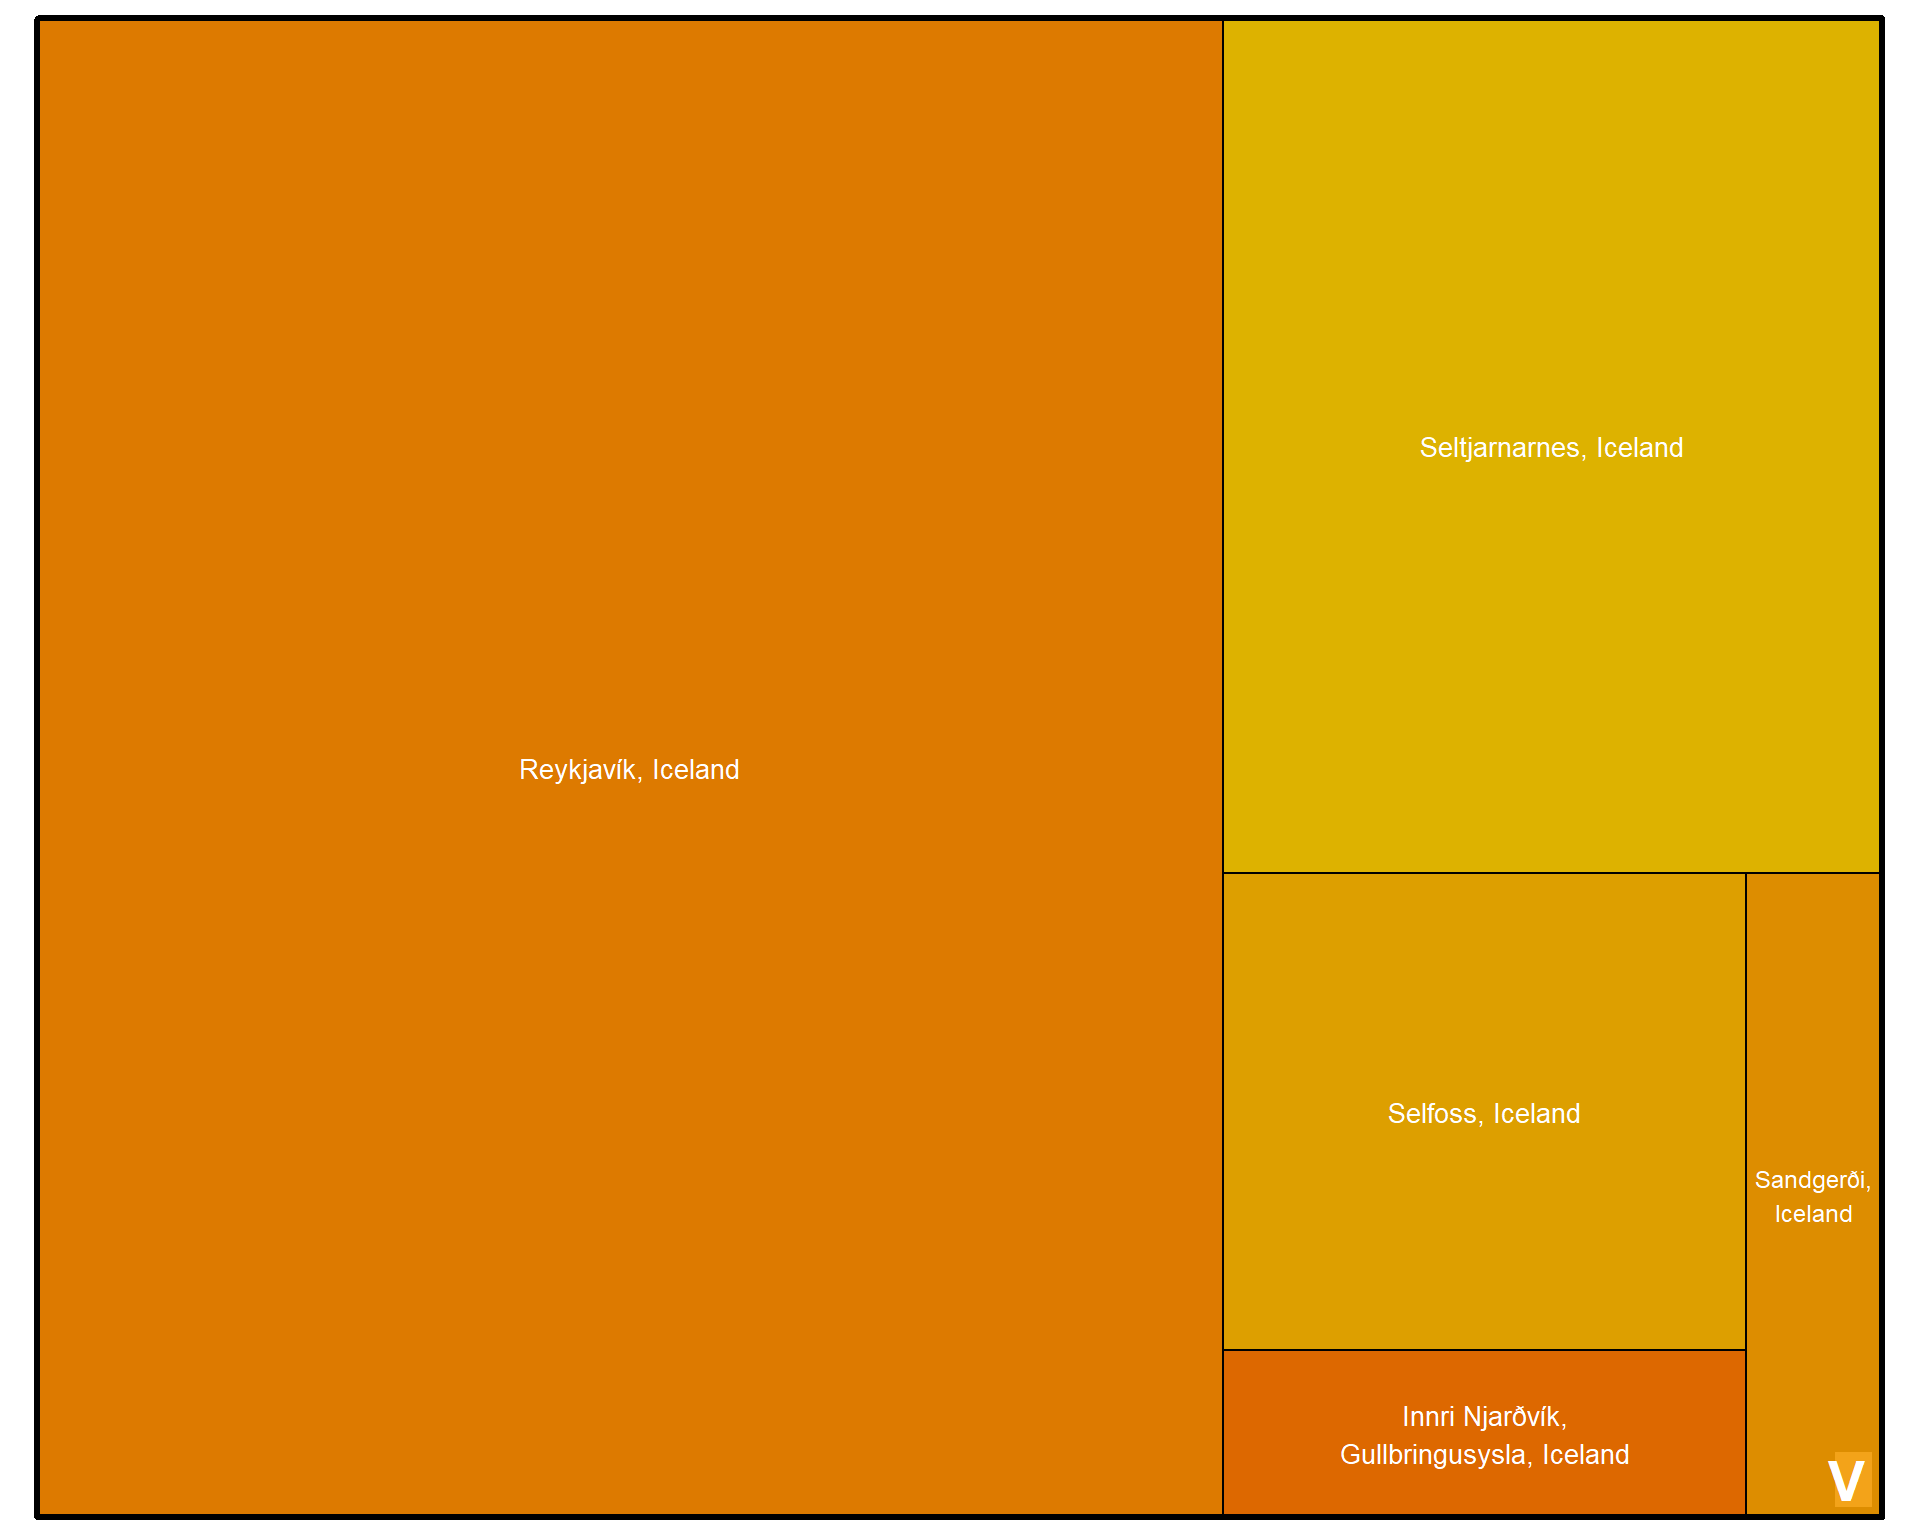 Reykjavík, Iceland
Seltjarnarnes, Iceland
Selfoss, Iceland
Sandgerði,
Iceland
Innri Njarðvík,
Gullbringusysla, Iceland
V